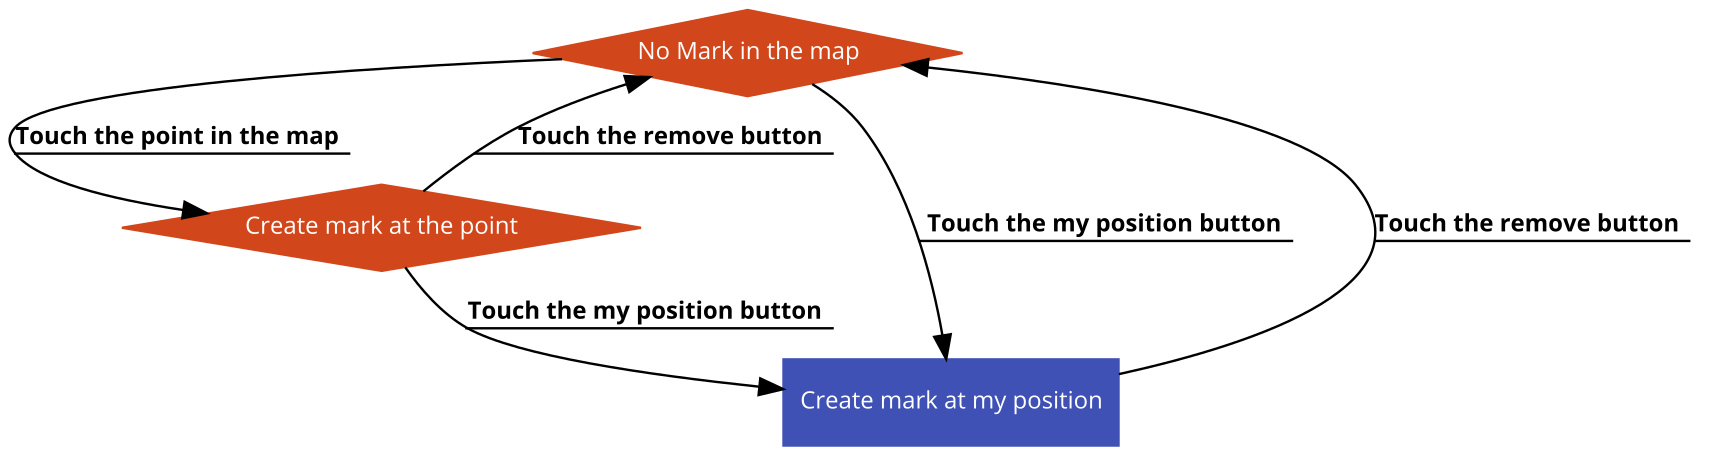 No Mark in the map
Touch the point in the map
Touch the remove button
Create mark at the point
Touch the my position button
Touch the remove button
Touch the my position button
Create mark at my position